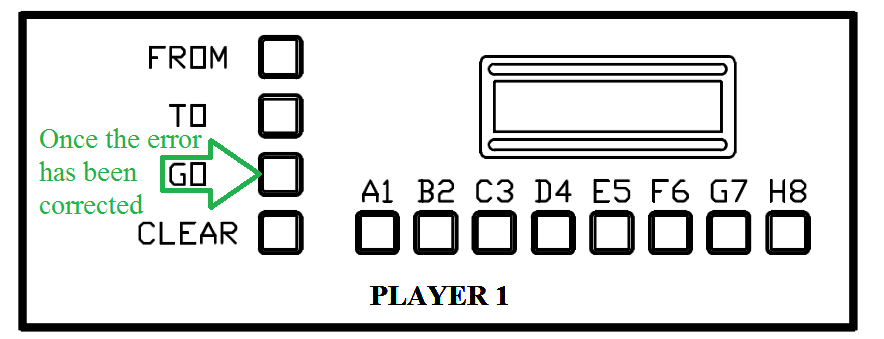 FROM
TO
Once the error
has been
GO
corrected
CLEAR
A1 B2 C3 D4 E5 F6 G7 H8
PLAYER 1